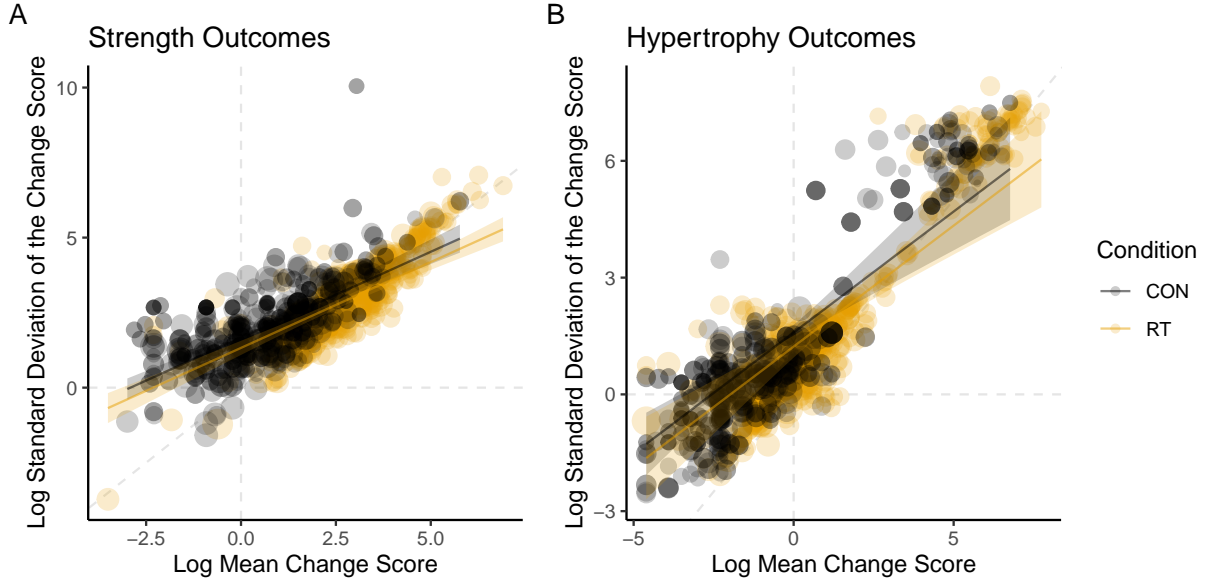 A
Strength Outcomes
Log Standard Deviation of the Change Score
10
5
0
−2.5
0.0
2.5
5.0
Log Mean Change Score
B
Hypertrophy Outcomes
Log Standard Deviation of the Change Score
6
3
0
−3
−5
0
5
Log Mean Change Score
Condition
CON
RT